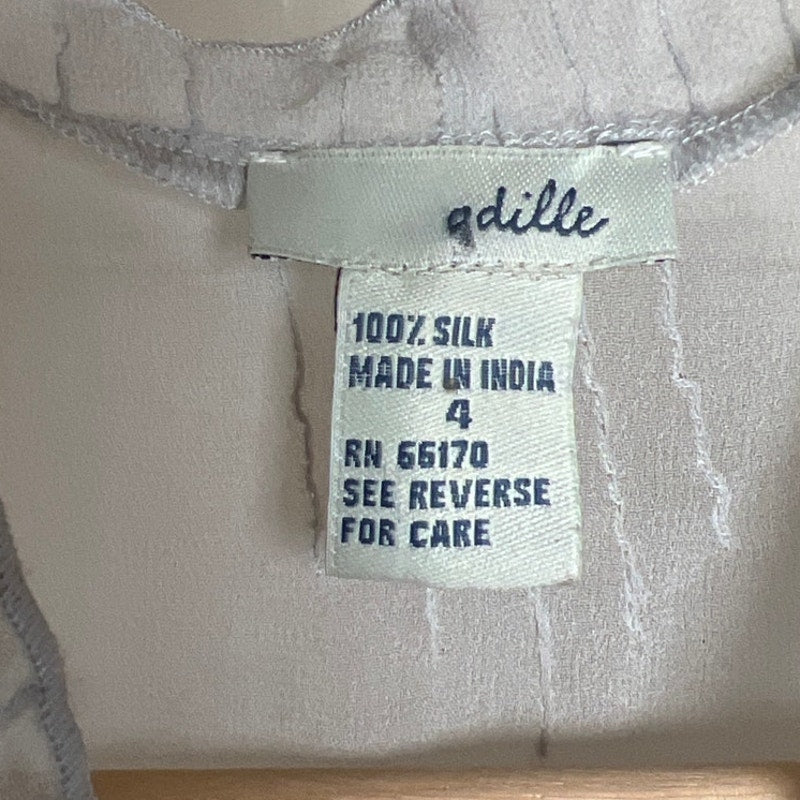 qdille
100% SILK
MADE IN INDIA
4
RN 66170
SEE REVERSE
FOR CARE